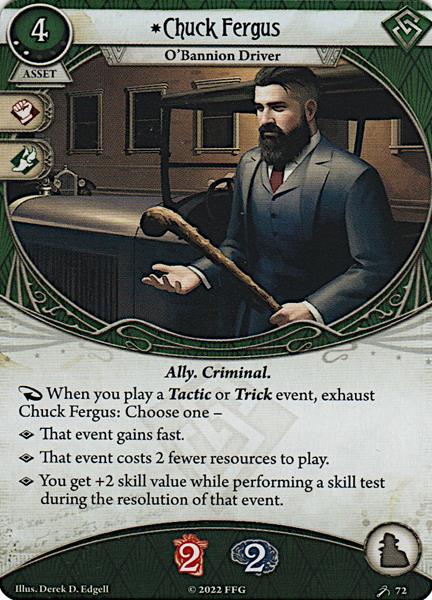 4
Chuck Fergus
O'Bannion Driver
ASSET
Ally. Criminal.
When you play a Tactic or Trick event, exhaust
Chuck Fergus: Choose one –
That event gains fast.
That event costs 2 fewer resources to play.
You get +2 skill value while performing a skill test
during the resolution of that event.
2 2
Illus. Derek D. Edgell © 2022 FFG 72